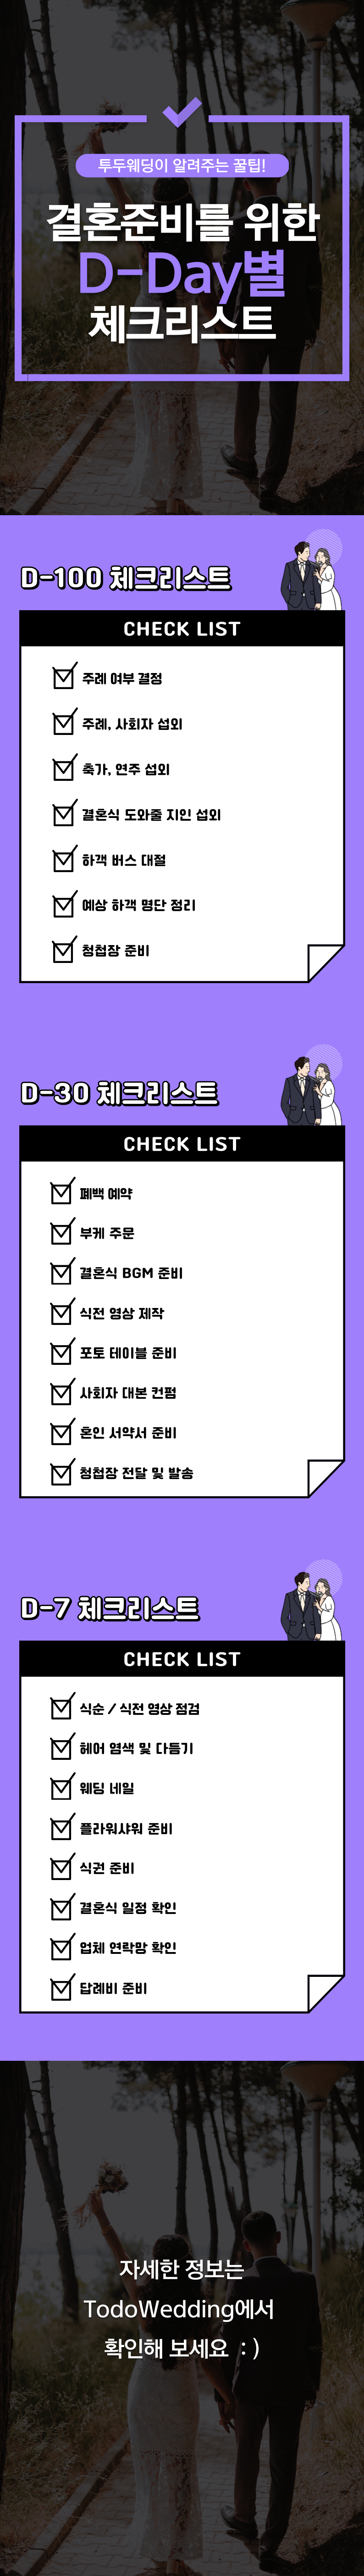 투두웨딩이 알려주는 꿀팁!
결혼준비를 위한
D-Day별
체크리스트
D-100 체크리스트
CHECK LIST
주례 여부 결정
주례, 사회자 섭외
축가, 연주 섭외
결혼식 도와줄 지인 섭외
하객 버스 대절
예상 하객 명단 정리
청첩장 준비
D-30 체크리스트
CHECK LIST
폐백 예약
부케 주문
결혼식 BGM 준비
식전 영상 제작
포토 테이블 준비
사회자 대본 컨펌
혼인 서약서 준비
청첩장 전달 및 발송
D-7 체크리스트
CHECK LIST
식순 / 식전 영상 점검
헤어 염색 및 다듬기
웨딩 네일
플라워샤워 준비
식권 준비
결혼식 일정 확인
업체 연락망 확인
답례비 준비
자세한 정보는
TodoWedding에서
확인해 보세요 : )